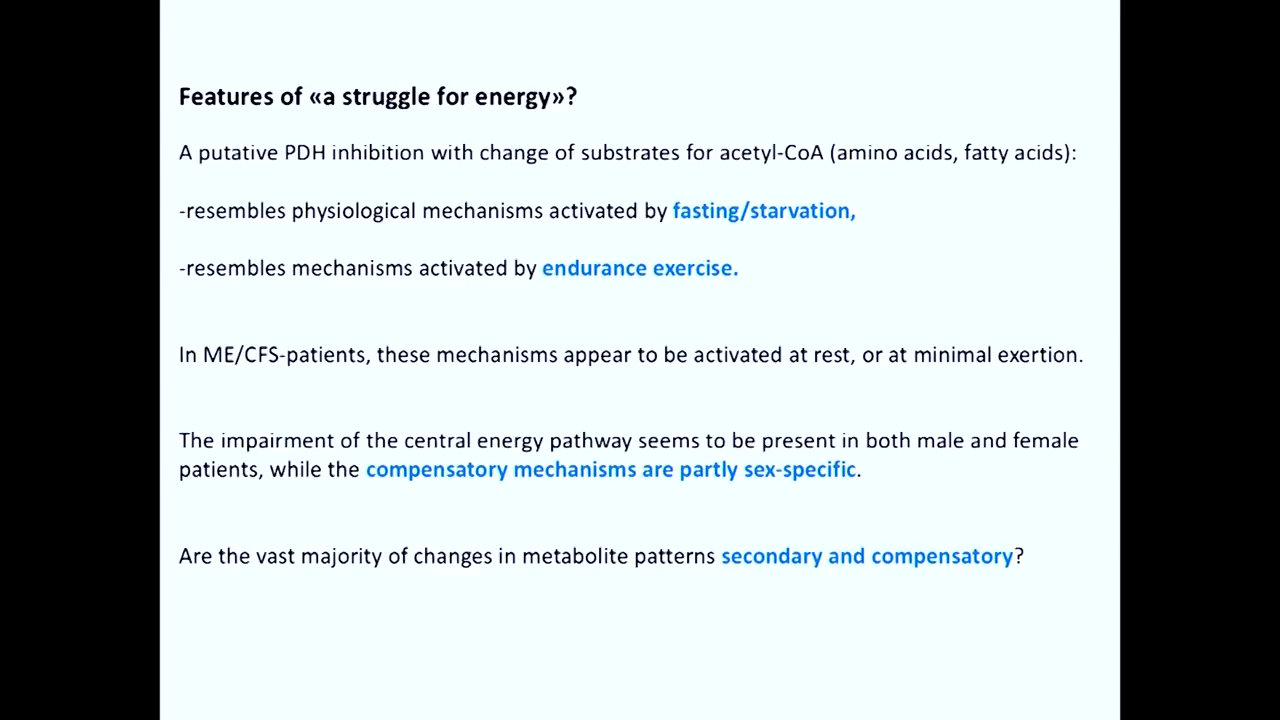 Features of «a struggle for energy»?
A putative PDH inhibition with change of substrates for acetyl-CoA (amino acids, fatty acids):
-resembles physiological mechanisms activated by fasting/starvation,
-resembles mechanisms activated by endurance exercise.
In ME/CFS-patients, these mechanisms appear to be activated at rest, or at minimal exertion.
The impairment of the central energy pathway seems to be present in both male and female
patients, while the compensatory mechanisms are partly sex-specific.
Are the vast majority of changes in metabolite patterns secondary and compensatory?